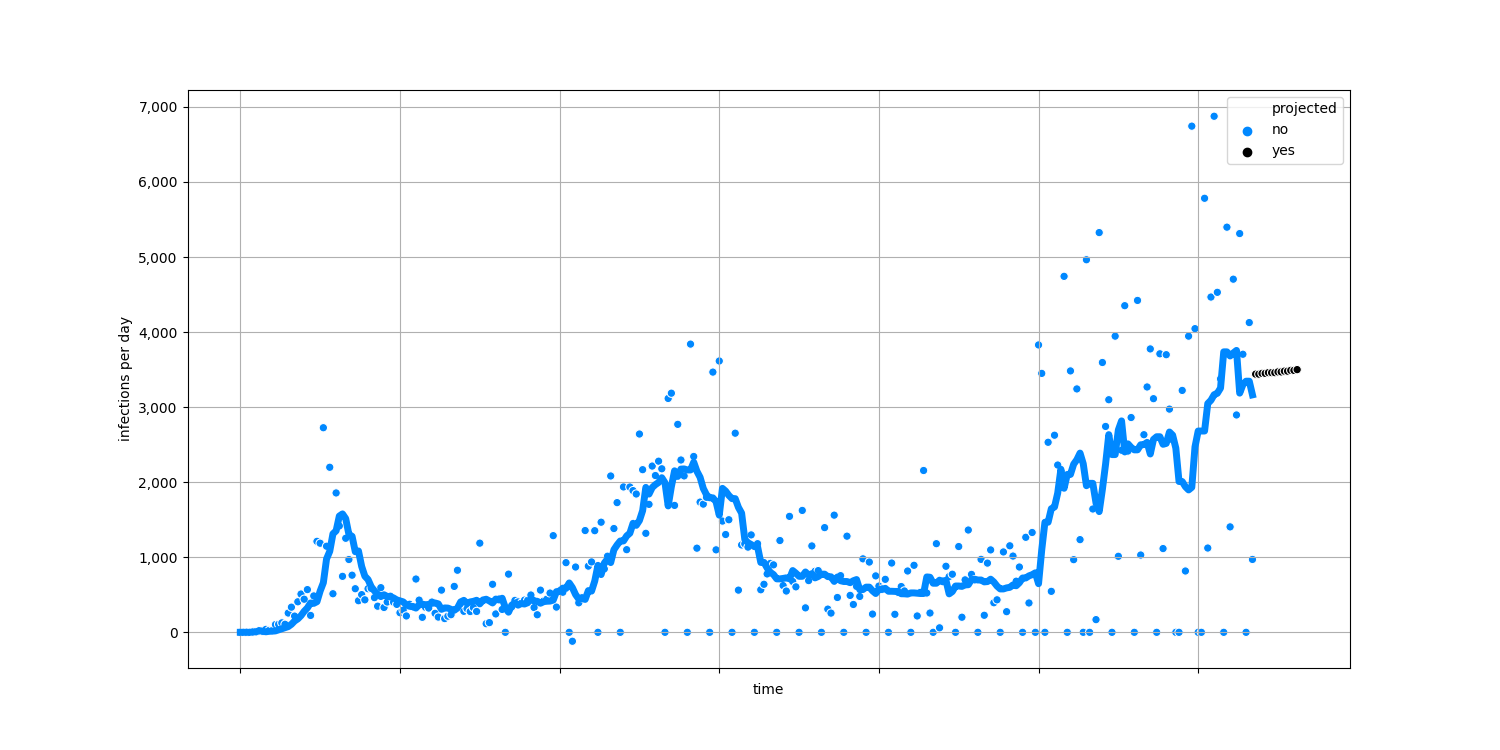 7,000
6,000
5,000
4,000
3,000
2,000
1,000
0
infections per day
time
projected
no
yes